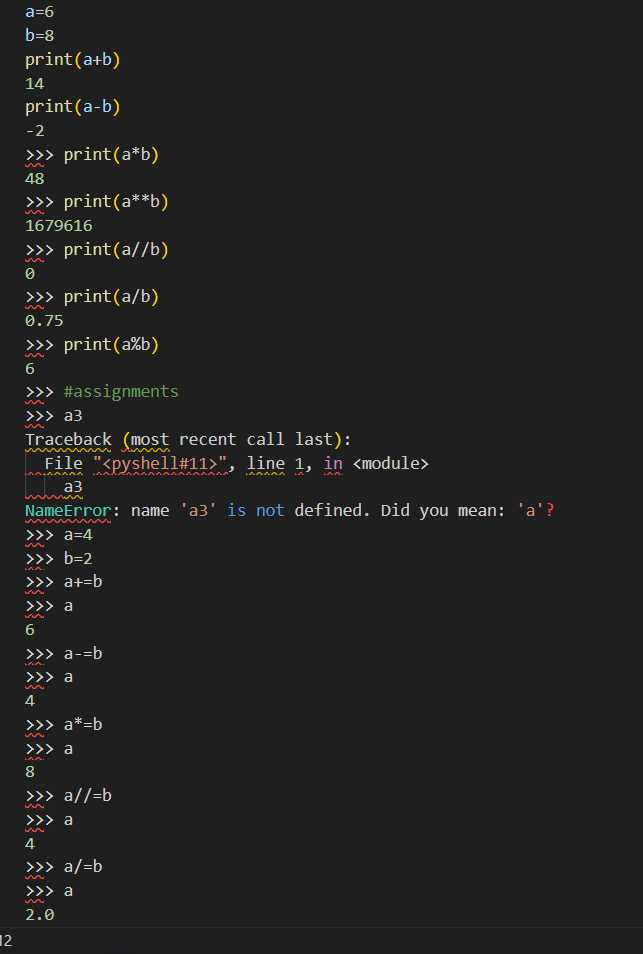 a=6
b=8
print(a+b)
14
print(a-b)
-2
>>> print(a*b)
48
>>> print(a**b)
1679616
>>> print(a//b)
0
>>> print(a/b)
0.75
>>> print(a%b)
6
>>> #assignments
>>> a3
Traceback (most recent call last):
  File "<pyshell#11>", line 1, in <module>
    a3
NameError: name 'a3' is not defined. Did you mean: 'a'?
>>> a=4
>>> b=2
>>> a+=b
>>> a
6
>>> a-=b
>>> a
4
>>> a*=b
>>> a
8
>>> a//=b
>>> a
4
>>> a/=b
>>> a
2.0